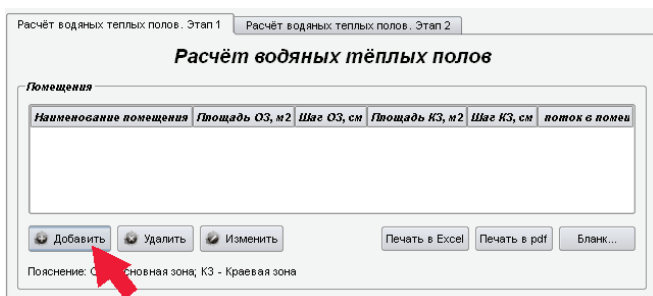 Расчёт водяных теплых полов. Этап 1 Расчёт водяных теплых полов. Этап 2
Расчёт водяных тёплых полов
Помещения
Наименование помещения Площадь ОЗ, м2 Шаг ОЗ, см Площадь КЗ, м2 Шаг КЗ, см поток в помещ
Добавить Удалить Изменить Печать в Excel Печать в pdf Бланк...
Пояснение: сновная зона; КЗ - Краевая зона